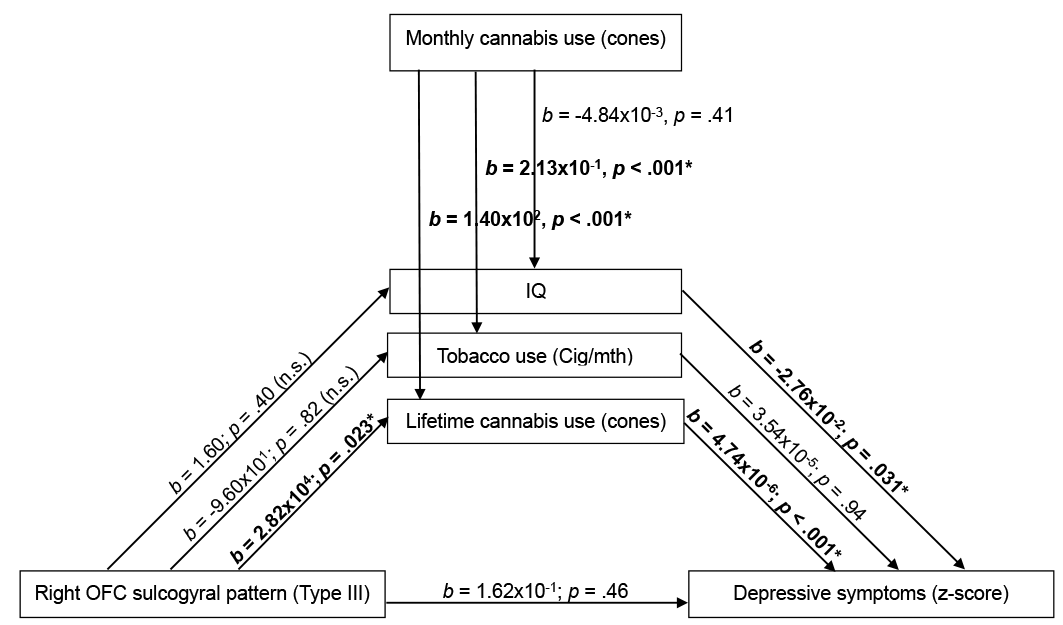 Monthly cannabis use (cones)
b = -4.84x10⁻³, p = .41
b = 2.13x10⁻¹, p < .001*
b = 1.40x10², p < .001*
IQ
Tobacco use (Cig/mth)
Lifetime cannabis use (cones)
b = 1.60; p = .40 (n.s.)
b = -9.60x10¹; p = .82 (n.s.)
b = 2.82x10⁴; p = .023*
b = -2.76x10⁻²; p = .031*
b = 3.54x10⁻⁵; p = .94
b = 4.74x10⁻⁶; p < .001*
Right OFC sulcogyral pattern (Type III)
b = 1.62x10⁻¹; p = .46
Depressive symptoms (z-score)